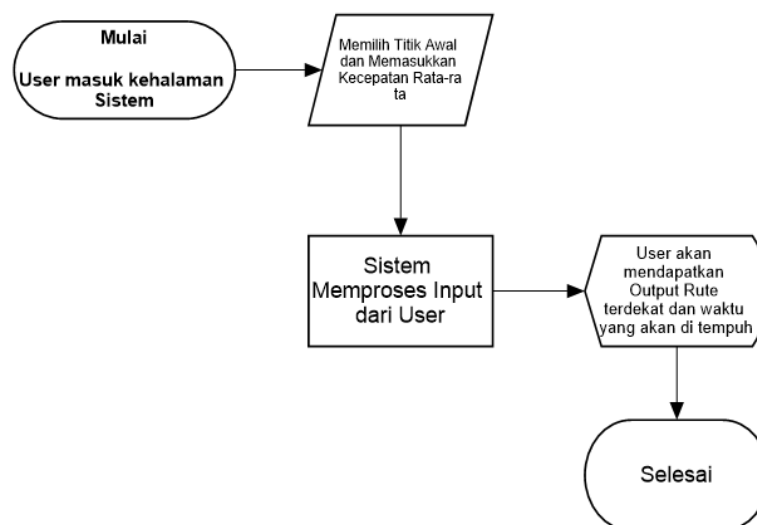 Mulai
User masuk kehalaman
Sistem
Memilih Titik Awal
dan Memasukkan
Kecepatan Rata-ra
ta
Sistem
Memproses Input
dari User
User akan
mendapatkan
Output Rute
terdekat dan waktu
yang akan di tempuh
Selesai